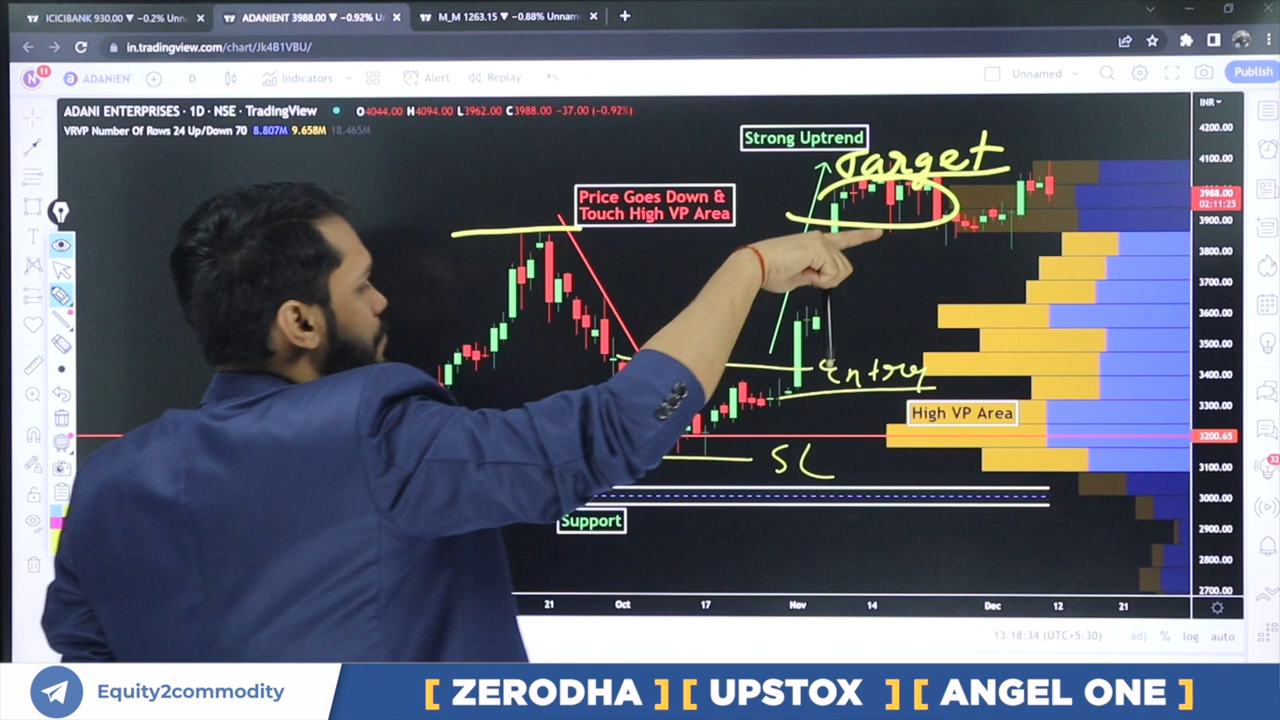 ICICIBANK 930.00 ▼ −0.2% Unn
ADANIENT 3988.00 ▼ −0.92% U
M_M 1263.15 ▼ −0.88% Unnam
in.tradingview.com/chart/Jk4B1VBU/
N 11
a ADANIEN
D
Indicators
Alert
Replay
Unnamed
Publish
ADANI ENTERPRISES · 1D · NSE · TradingView
O4044.00 H4094.00 L3962.00 C3988.00 −37.00 (−0.92%)
VRVP Number Of Rows 24 Up/Down 70 8.807M 9.658M 18.465M
INR
Strong Uptrend
Target
Price Goes Down &
Touch High VP Area
Entry
High VP Area
SL
Support
4200.00
4100.00
3988.00
02:11:25
3900.00
3800.00
3700.00
3600.00
3500.00
3400.00
3300.00
3200.65
3100.00
3000.00
2900.00
2800.00
2700.00
32
21
Oct
17
Nov
14
Dec
12
21
13:18:34 (UTC+5:30)
adj % log auto
Equity2commodity
[ ZERODHA ] [ UPSTOX ] [ ANGEL ONE ]